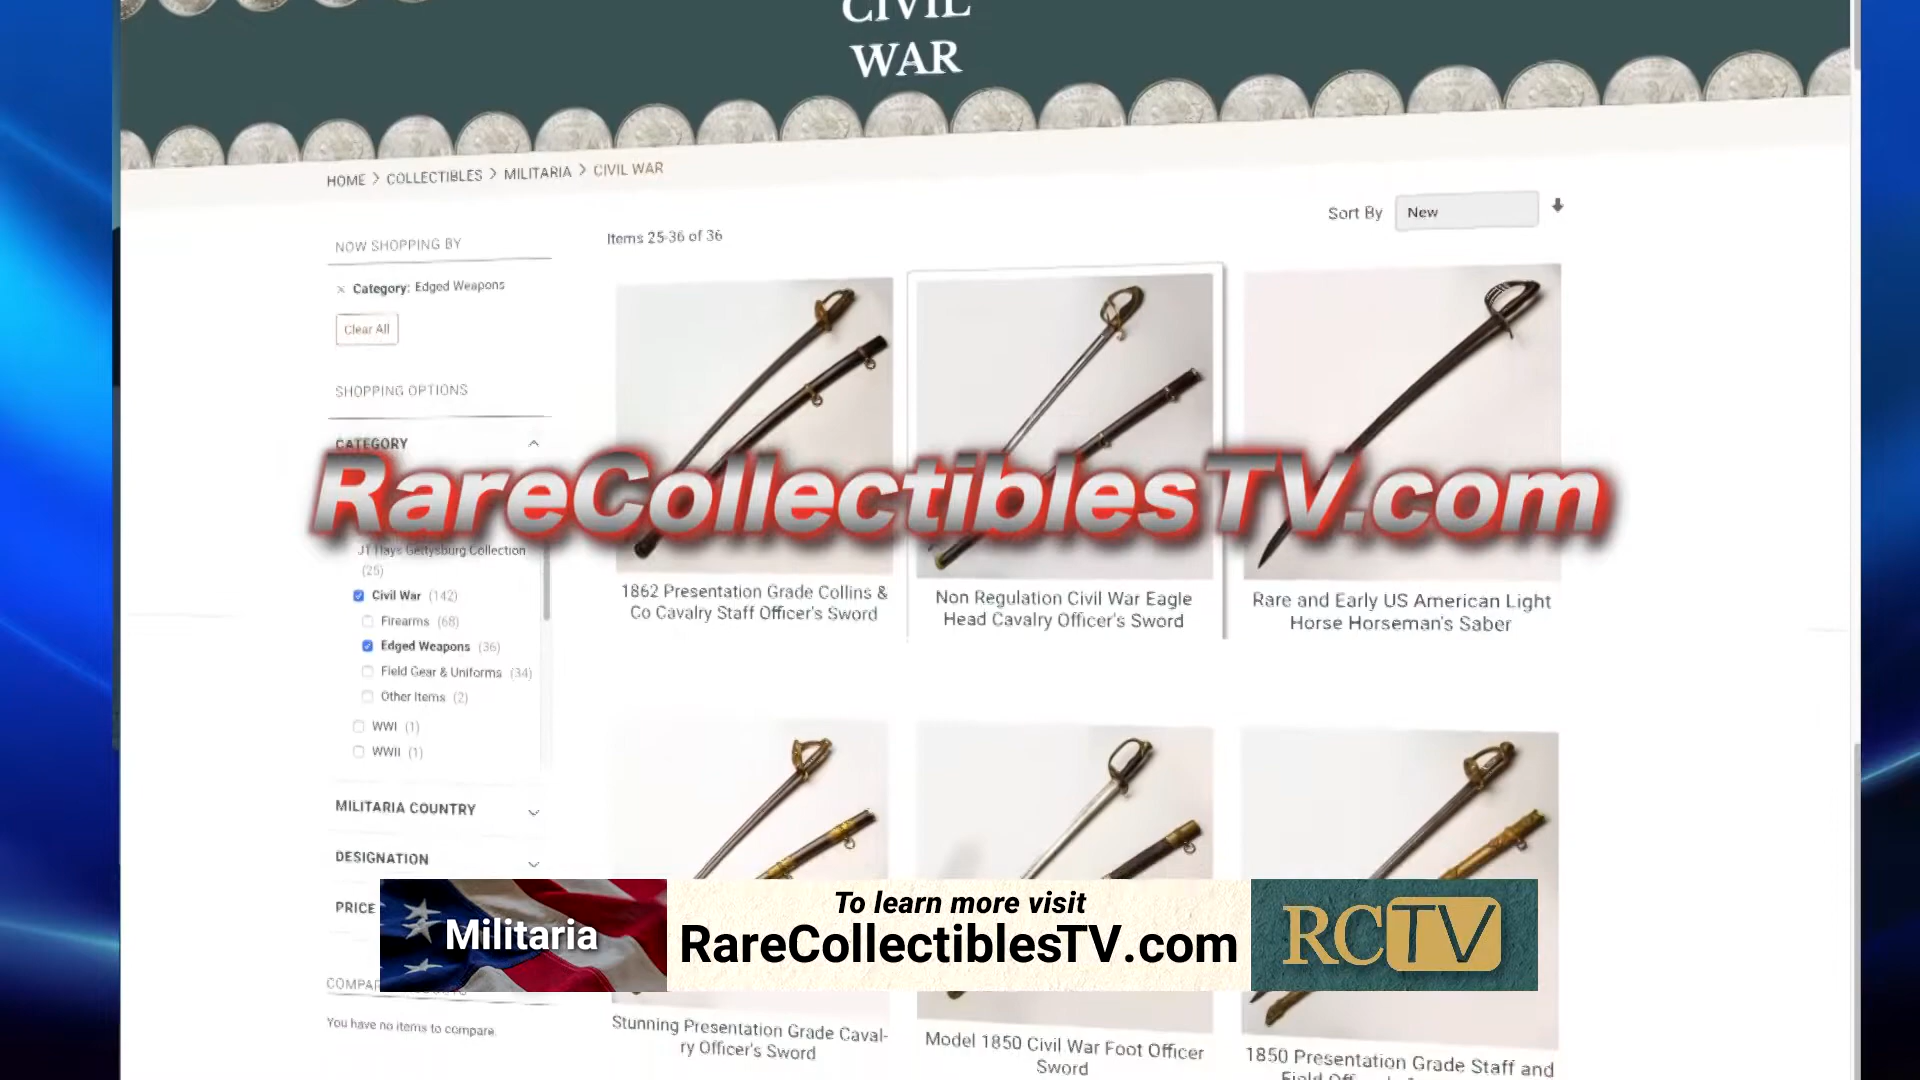 CIVIL
WAR
HOME > COLLECTIBLES > MILITARIA > CIVIL WAR
Sort By New
Items 25-36 of 36
NOW SHOPPING BY
× Category: Edged Weapons
Clear All
SHOPPING OPTIONS
CATEGORY
RareCollectiblesTV.com
JT Hays Gettysburg Collection
(25)
Civil War (142)
Firearms (68)
Edged Weapons (36)
Field Gear & Uniforms (34)
Other Items (2)
WWI (1)
WWII (1)
MILITARIA COUNTRY
DESIGNATION
PRICE
You have no items to compare.
1862 Presentation Grade Collins &
Co Cavalry Staff Officer's Sword
Non Regulation Civil War Eagle
Head Cavalry Officer's Sword
Rare and Early US American Light
Horse Horseman's Saber
Stunning Presentation Grade Caval-
ry Officer's Sword
Model 1850 Civil War Foot Officer
Sword
1850 Presentation Grade Staff and
Militaria
To learn more visit
RareCollectiblesTV.com
RCTV